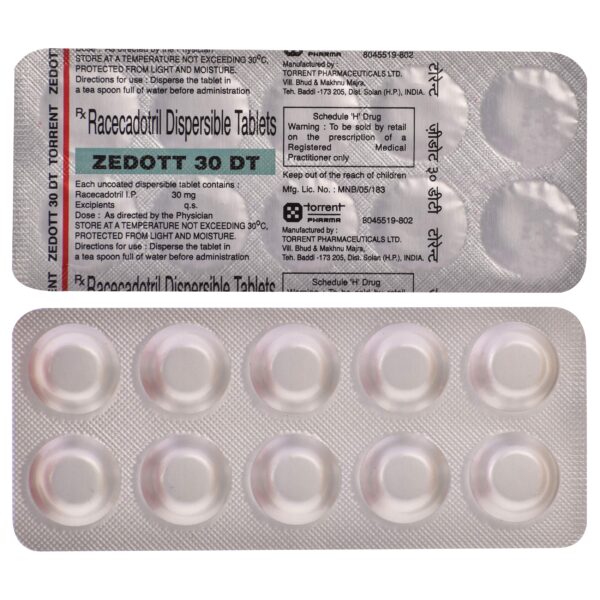 Dose : As directed by the Physician
STORE AT A TEMPERATURE NOT EXCEEDING 30°C,
PROTECTED FROM LIGHT AND MOISTURE.
Directions for use : Disperse the tablet in
a tea spoon full of water before administration
Rx Racecadotril Dispersible Tablets
ZEDOTT 30 DT
Each uncoated dispersible tablet contains :
Racecadotril I.P. 30 mg
Excipients q.s.
Dose : As directed by the Physician
STORE AT A TEMPERATURE NOT EXCEEDING 30°C,
PROTECTED FROM LIGHT AND MOISTURE.
Directions for use : Disperse the tablet in
a tea spoon full of water before administration
Rx Racecadotril Dispersible Tablets
PHARMA 8045519-802
Manufactured by :
TORRENT PHARMACEUTICALS LTD.
Vill. Bhud & Makhnu Majra,
Teh. Baddi -173 205, Dist. Solan (H.P.), INDIA.
Schedule 'H' Drug
Warning : To be sold by retail
on the prescription of a
Registered Medical
Practitioner only
Keep out of the reach of children
Mfg. Lic. No. : MNB/05/183
torrent
PHARMA 8045519-802
Manufactured by :
TORRENT PHARMACEUTICALS LTD.
Vill. Bhud & Makhnu Majra,
Teh. Baddi -173 205, Dist. Solan (H.P.), INDIA.
Schedule 'H' Drug
Warning : To be sold by retail
ZEDOTT 30 DT TORRENT ZEDOTT
टोरेंट ज़ीडॉट ३० डीटी टोरेंट